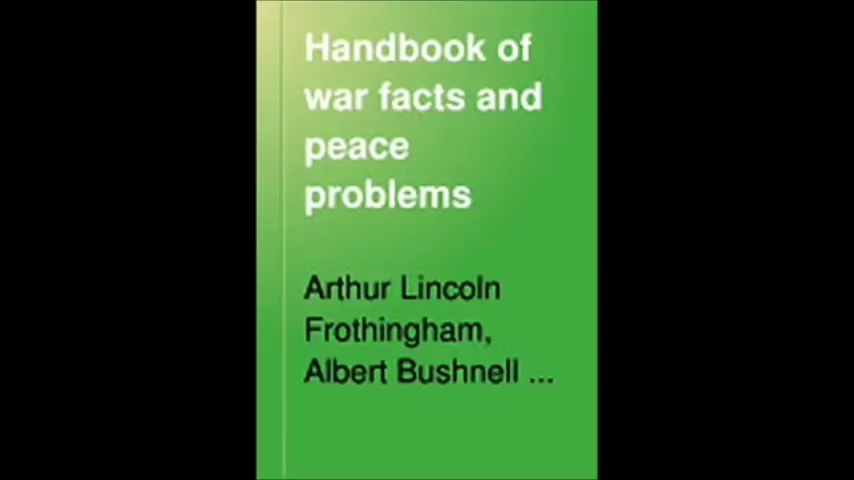 Handbook of
war facts and
peace
problems
Arthur Lincoln
Frothingham,
Albert Bushnell ...